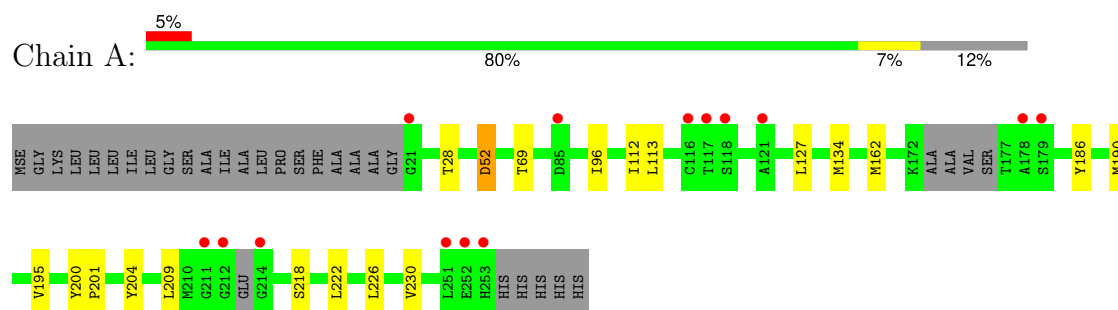 5%
Chain A:
80% 7% 12%
MSE GLY LYS LEU LEU LEU ILE LEU GLY SER ALA ILE ALA LEU PRO SER PHE ALA ALA ALA GLY G21 T28 D52 T69 D85 I96 I112 L113 C116 T117 S118 A121 L127 M134 M162 K172 ALA ALA VAL SER T177 A178 S179 Y186 M190
V195 Y200 P201 Y204 L209 M210 G211 G212 GLU G214 S218 L222 L226 V230 L251 E252 H253 HIS HIS HIS HIS HIS